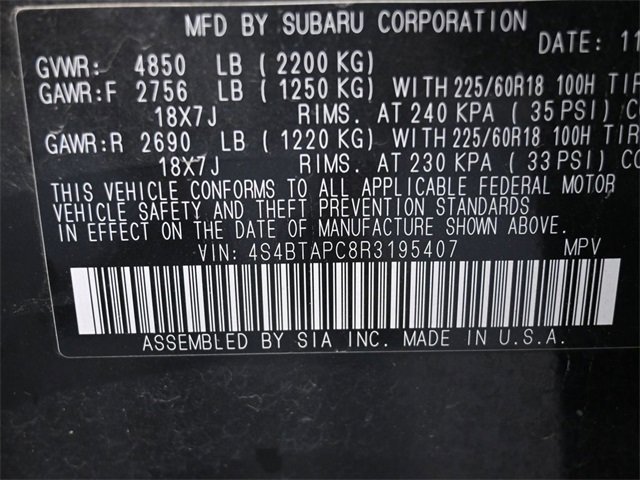 MFD BY SUBARU CORPORATION DATE: 11
GVWR: 4850 LB ( 2200 KG)
GAWR:F 2756 LB ( 1250 KG) WITH 225/60R18 100H TIR
18X7J RIMS. AT 240 KPA ( 35 PSI) C
GAWR:R 2690 LB ( 1220 KG) WITH 225/60R18 100H TIR
18X7J RIMS. AT 230 KPA ( 33 PSI) CO
THIS VEHICLE CONFORMS TO ALL APPLICABLE FEDERAL MOTOR
VEHICLE SAFETY AND THEFT PREVENTION STANDARDS
IN EFFECT ON THE DATE OF MANUFACTURE SHOWN ABOVE.
VIN: 4S4BTAPC8R3195407 MPV
ASSEMBLED BY SIA INC. MADE IN U.S.A.